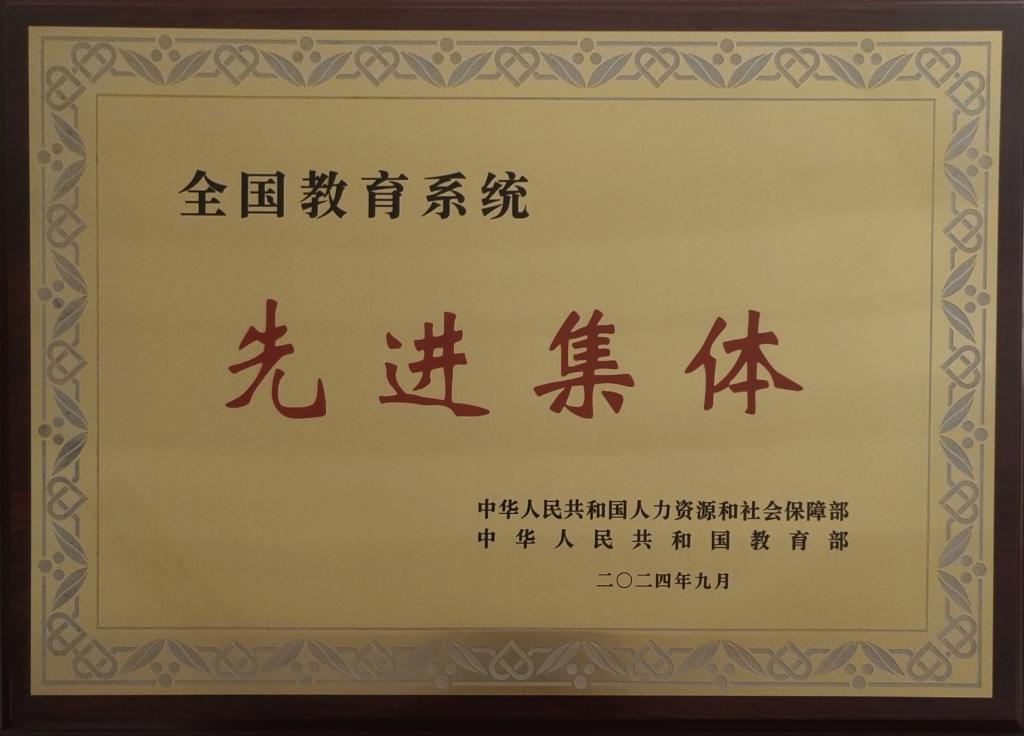 全国教育系统
先进集体
中华人民共和国人力资源和社会保障部
中华人民共和国教育部
二〇二四年九月